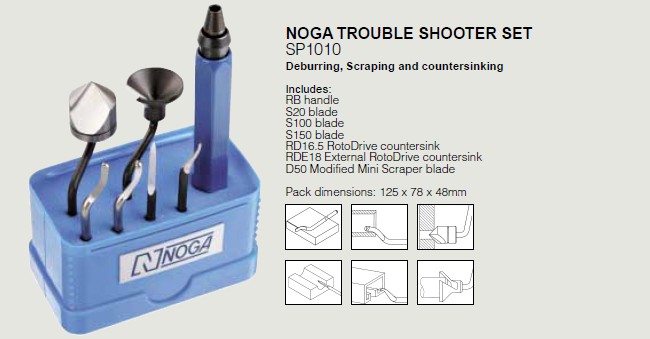 NOGA TROUBLE SHOOTER SET
SP1010
Deburring, Scraping and countersinking
Includes:
RB handle
S20 blade
S100 blade
S150 blade
RD16.5 RotoDrive countersink
RDE18 External RotoDrive countersink
D50 Modified Mini Scraper blade
Pack dimensions: 125 x 78 x 48mm
NOGA